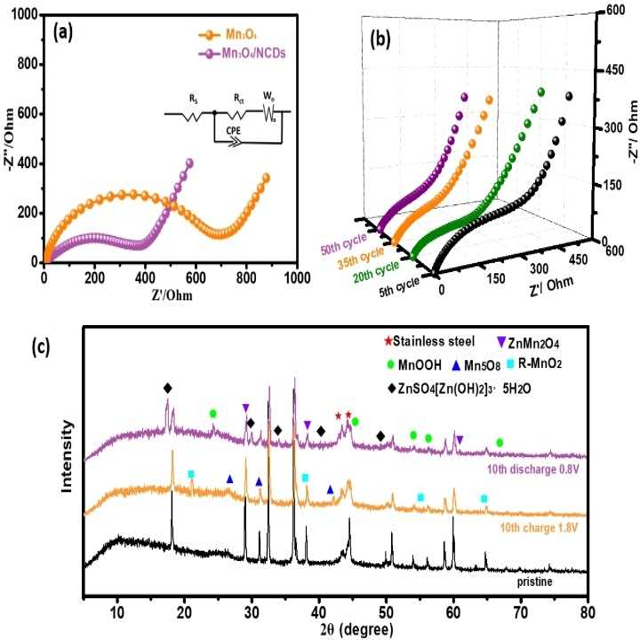 (a)
Mn3O4
Mn3O4/NCDs
Rs
Rct
Wo
CPE
1000
800
600
400
200
0
-Z''/Ohm
0 200 400 600 800 1000
Z'/Ohm
(b)
600
450
300
150
0
-Z''/ Ohm
50th cycle
35th cycle
20th cycle
5th cycle
0 150 300 450 600
Z'/ Ohm
(c)
Stainless steel
ZnMn2O4
MnOOH
Mn5O8
R-MnO2
ZnSO4[Zn(OH)2]3· 5H2O
10th discharge 0.8V
10th charge 1.8V
pristine
Intensity
10 20 30 40 50 60 70 80
2θ (degree)